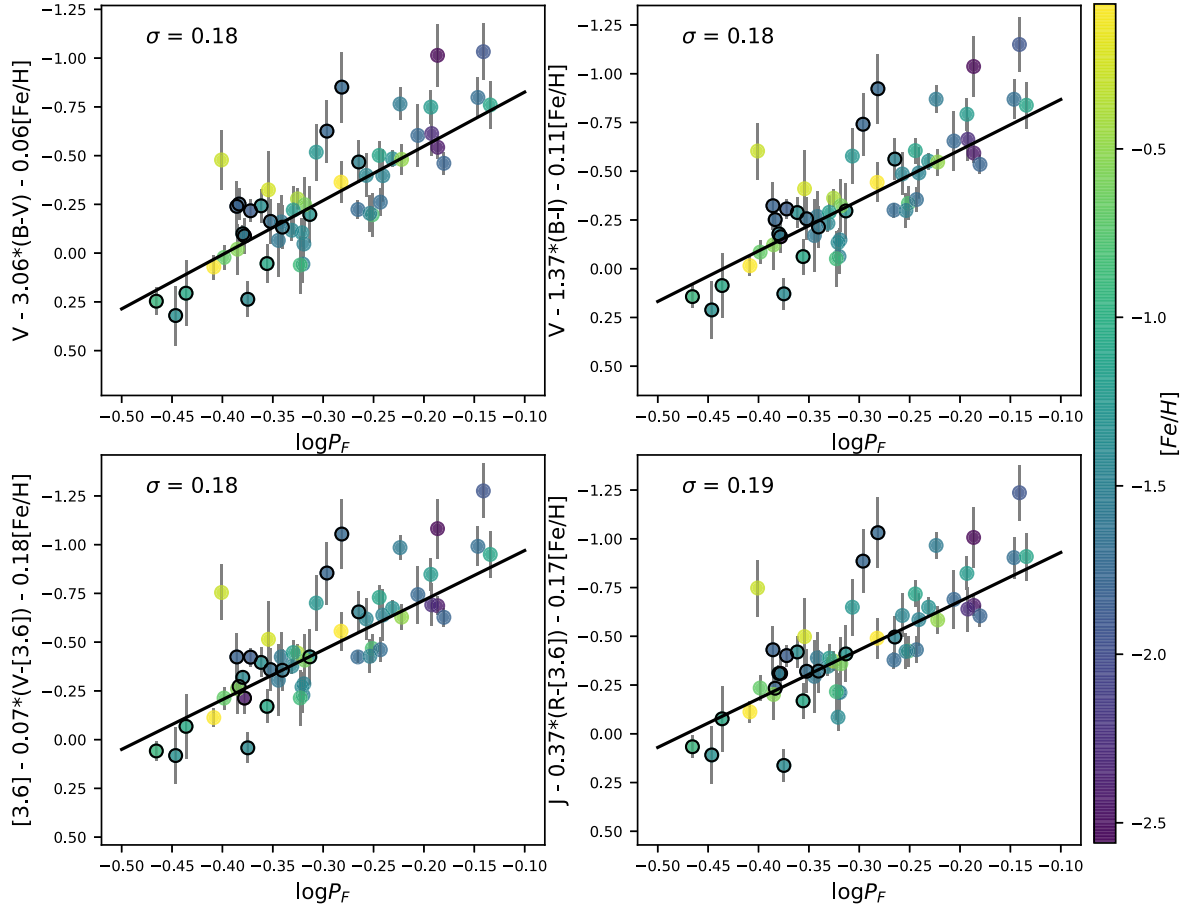 σ = 0.18
−1.25
−1.00
−0.75
−0.50
−0.25
0.00
0.25
0.50
V - 3.06*(B-V) - 0.06[Fe/H]
−0.50 −0.45 −0.40 −0.35 −0.30 −0.25 −0.20 −0.15 −0.10
logP_F
σ = 0.18
−1.25
−1.00
−0.75
−0.50
−0.25
0.00
0.25
0.50
V - 1.37*(B-I) - 0.11[Fe/H]
−0.50 −0.45 −0.40 −0.35 −0.30 −0.25 −0.20 −0.15 −0.10
logP_F
σ = 0.18
−1.25
−1.00
−0.75
−0.50
−0.25
0.00
0.25
0.50
[3.6] - 0.07*(V-[3.6]) - 0.18[Fe/H]
−0.50 −0.45 −0.40 −0.35 −0.30 −0.25 −0.20 −0.15 −0.10
logP_F
σ = 0.19
−1.25
−1.00
−0.75
−0.50
−0.25
0.00
0.25
0.50
J - 0.37*(R-[3.6]) - 0.17[Fe/H]
−0.50 −0.45 −0.40 −0.35 −0.30 −0.25 −0.20 −0.15 −0.10
logP_F
−0.5
−1.0
−1.5
−2.0
−2.5
[Fe/H]